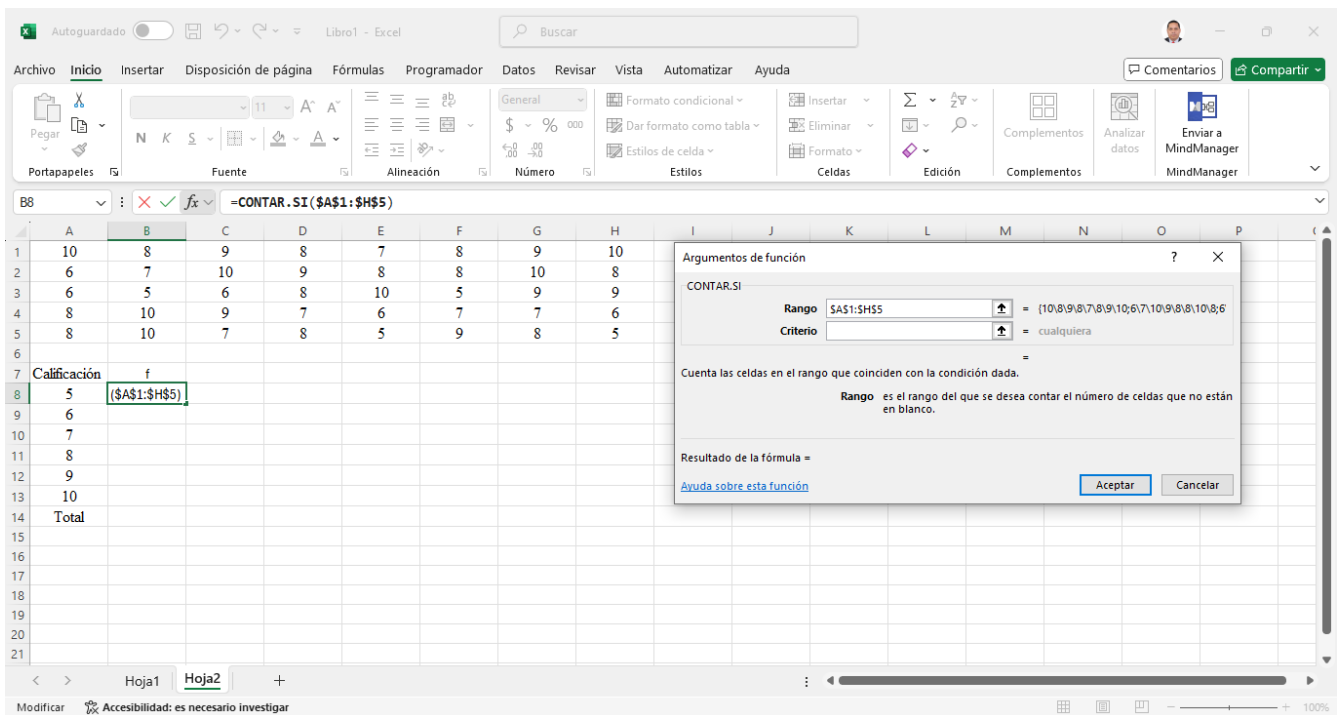 Autoguardado Libro1 - Excel Buscar
Archivo Inicio Insertar Disposición de página Fórmulas Programador Datos Revisar Vista Automatizar Ayuda Comentarios Compartir
General Formato condicional Insertar
11 A^ A˅ ab Σ
Pegar N K S A $ % 000 Dar formato como tabla Eliminar Complementos Analizar datos Enviar a MindManager
Estilos de celda Formato
Portapapeles Fuente Alineación Número Estilos Celdas Edición Complementos MindManager
B8 fx =CONTAR.SI($A$1:$H$5)
A B C D E F G H I J K L M N O P
1 10 8 9 8 7 8 9 10
2 6 7 10 9 8 8 10 8
3 6 5 6 8 10 5 9 9
4 8 10 9 7 6 7 7 6
5 8 10 7 8 5 9 8 5
6
7 Calificación f
8 5 ($A$1:$H$5)
9 6
10 7
11 8
12 9
13 10
14 Total
15
16
17
18
19
20
21
Argumentos de función ? ×
CONTAR.SI
Rango $A$1:$H$5 = {10\8\9\8\7\8\9\10;6\7\10\9\8\8\10\8;6
Criterio = cualquiera
=
Cuenta las celdas en el rango que coinciden con la condición dada.
Rango es el rango del que se desea contar el número de celdas que no están
en blanco.
Resultado de la fórmula =
Ayuda sobre esta función Aceptar Cancelar
Hoja1 Hoja2 +
Modificar Accesibilidad: es necesario investigar 100%